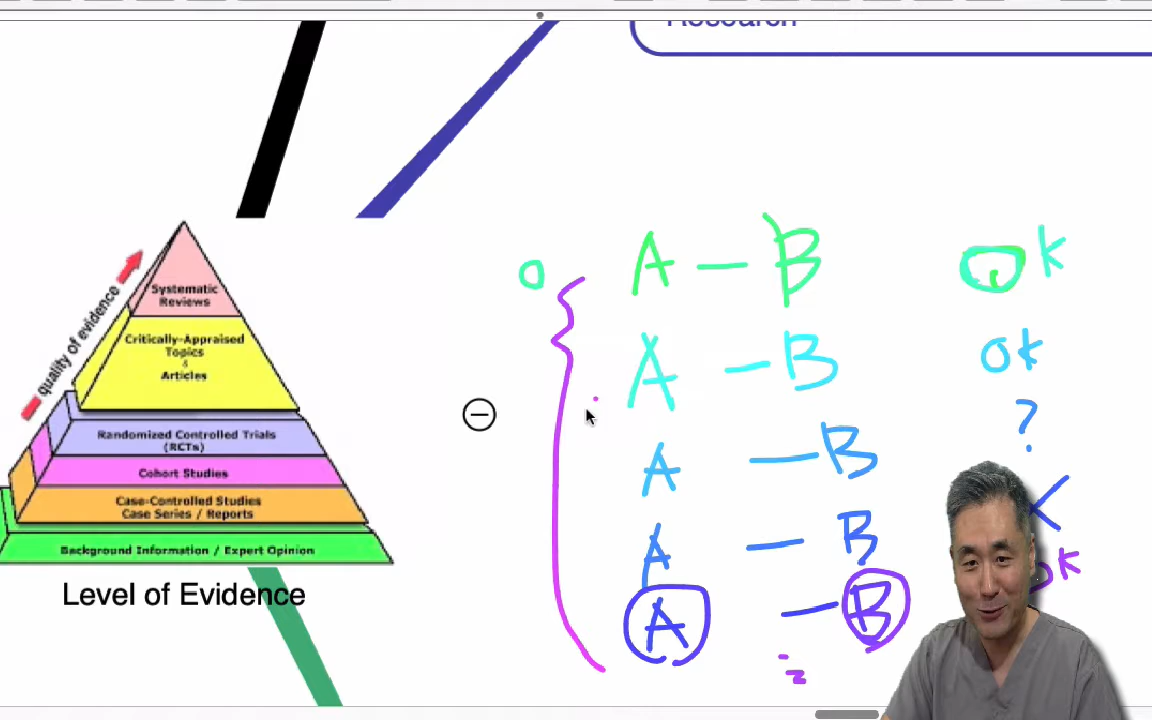 Research
quality of evidence
Systematic
Reviews
Critically-Appraised
Topics
&
Articles
Randomized Controlled Trials
(RCTs)
Cohort Studies
Case-Controlled Studies
Case Series / Reports
Background Information / Expert Opinion
Level of Evidence
A - B ok
A - B ok
A - B ?
A - B
A - B ok